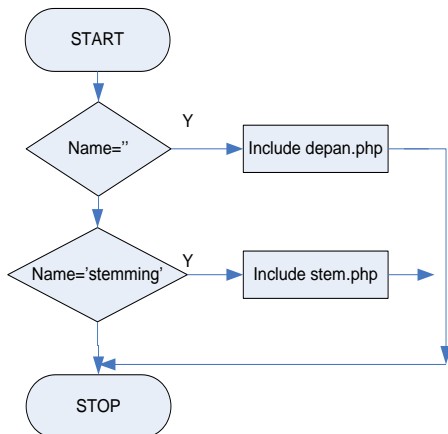 START
Y
Name=''
Include depan.php
Y
Name='stemming'
Include stem.php
STOP